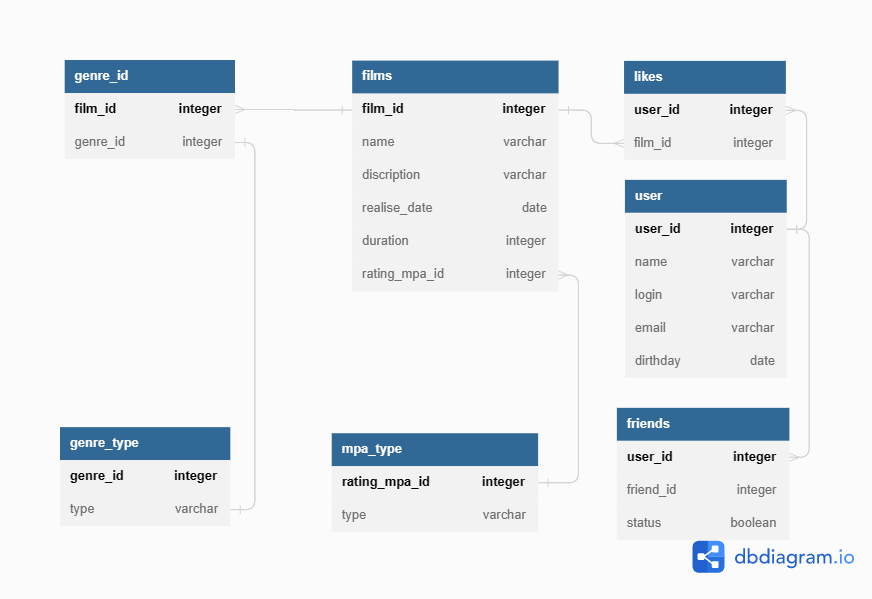 genre_id
film_id integer
genre_id integer
films
film_id integer
name varchar
discription varchar
realise_date date
duration integer
rating_mpa_id integer
likes
user_id integer
film_id integer
user
user_id integer
name varchar
login varchar
email varchar
dirthday date
genre_type
genre_id integer
type varchar
mpa_type
rating_mpa_id integer
type varchar
friends
user_id integer
friend_id integer
status boolean
dbdiagram.io